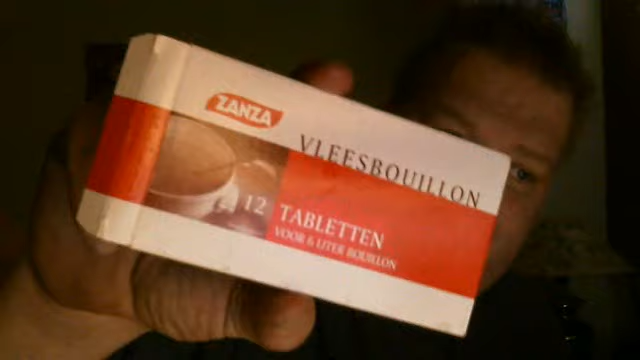 ZANZA
VLEESBOUILLON
12 TABLETTEN
VOOR 6 LITER BOUILLON